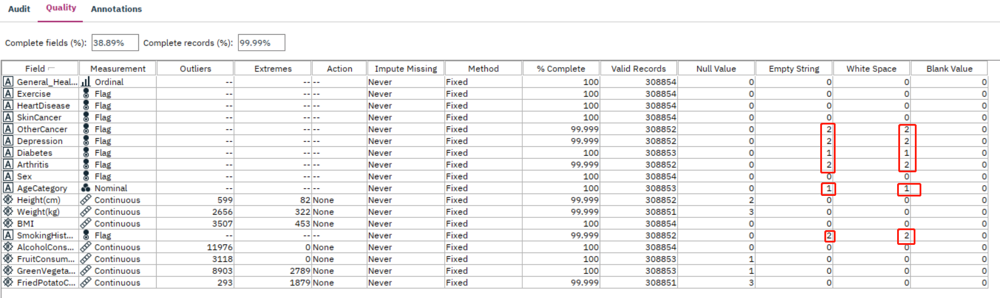 Audit Quality Annotations
Complete fields (%): 38.89% Complete records (%): 99.99%
Field Measurement Outliers Extremes Action Impute Missing Method % Complete Valid Records Null Value Empty String White Space Blank Value
A General_Heal... Ordinal -- -- -- Never Fixed 100 308854 0 0 0 0
A Exercise Flag -- -- -- Never Fixed 100 308854 0 0 0 0
A HeartDisease Flag -- -- -- Never Fixed 100 308854 0 0 0 0
A SkinCancer Flag -- -- -- Never Fixed 100 308854 0 0 0 0
A OtherCancer Flag -- -- -- Never Fixed 99.999 308852 0 2 2 0
A Depression Flag -- -- -- Never Fixed 99.999 308852 0 2 2 0
A Diabetes Flag -- -- -- Never Fixed 100 308853 0 1 1 0
A Arthritis Flag -- -- -- Never Fixed 99.999 308852 0 2 2 0
A Sex Flag -- -- -- Never Fixed 100 308854 0 0 0 0
A AgeCategory Nominal -- -- -- Never Fixed 100 308853 0 1 1 0
Height(cm) Continuous 599 82 None Never Fixed 99.999 308852 2 0 0 0
Weight(kg) Continuous 2656 322 None Never Fixed 99.999 308851 3 0 0 0
BMI Continuous 3507 453 None Never Fixed 100 308854 0 0 0 0
A SmokingHist... Flag -- -- -- Never Fixed 99.999 308852 0 2 2 0
AlcoholCons... Continuous 11976 0 None Never Fixed 100 308854 0 0 0 0
FruitConsum... Continuous 3118 0 None Never Fixed 100 308853 1 0 0 0
GreenVegeta... Continuous 8903 2789 None Never Fixed 100 308853 1 0 0 0
FriedPotatoC... Continuous 293 1879 None Never Fixed 99.999 308851 3 0 0 0